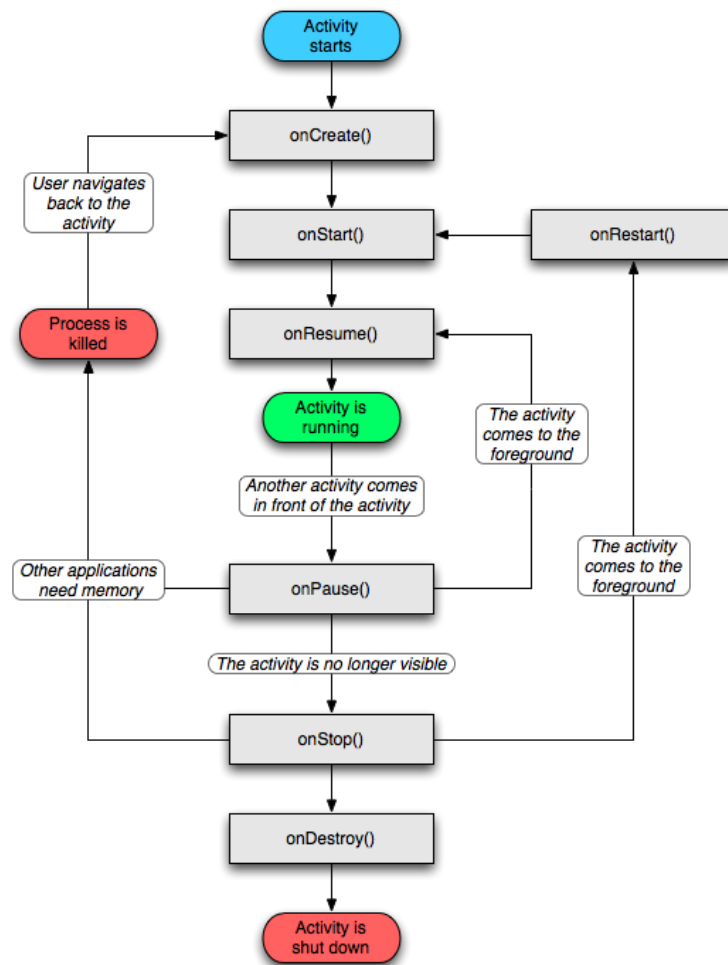 Activity
starts
onCreate()
User navigates
back to the
activity
onStart()
onRestart()
Process is
killed
onResume()
Activity is
running
The activity
comes to the
foreground
Another activity comes
in front of the activity
Other applications
need memory
onPause()
The activity
comes to the
foreground
The activity is no longer visible
onStop()
onDestroy()
Activity is
shut down